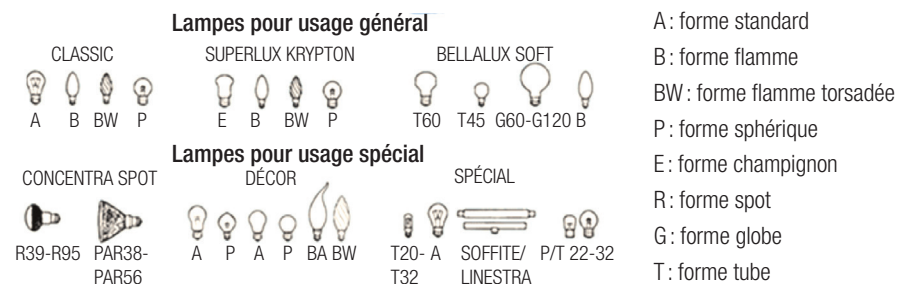 Lampes pour usage général
CLASSIC SUPERLUX KRYPTON BELLALUX SOFT
A B BW P E B BW P T60 T45 G60-G120 B
Lampes pour usage spécial
CONCENTRA SPOT DÉCOR SPÉCIAL
R39-R95 PAR38- A P A P BA BW T20- A SOFFITE/ P/T 22-32
PAR56 T32 LINESTRA
A : forme standard
B : forme flamme
BW : forme flamme torsadée
P : forme sphérique
E : forme champignon
R : forme spot
G : forme globe
T : forme tube